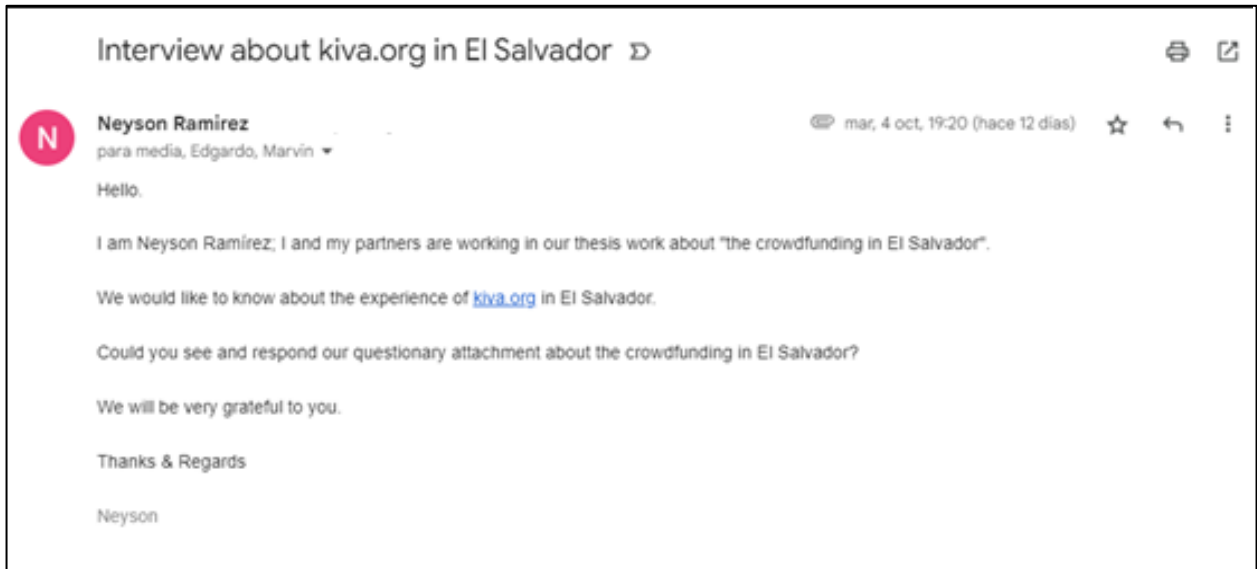 Interview about kiva.org in El Salvador
N
Neyson Ramirez
mar, 4 oct, 19:20 (hace 12 días)
para media, Edgardo, Marvin
Hello.
I am Neyson Ramírez; I and my partners are working in our thesis work about "the crowdfunding in El Salvador".
We would like to know about the experience of kiva.org in El Salvador.
Could you see and respond our questionary attachment about the crowdfunding in El Salvador?
We will be very grateful to you.
Thanks & Regards
Neyson